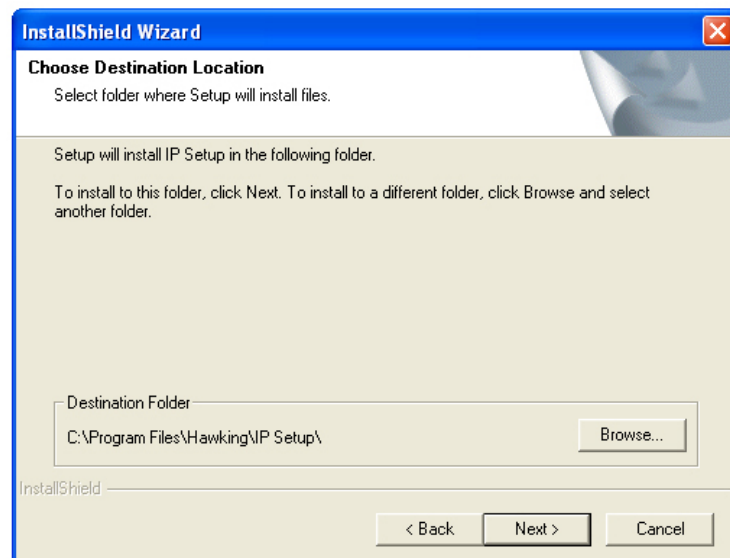 InstallShield Wizard
Choose Destination Location
Select folder where Setup will install files.
Setup will install IP Setup in the following folder.
To install to this folder, click Next. To install to a different folder, click Browse and select
another folder.
Destination Folder
C:\Program Files\Hawking\IP Setup\
Browse...
InstallShield
< Back
Next >
Cancel